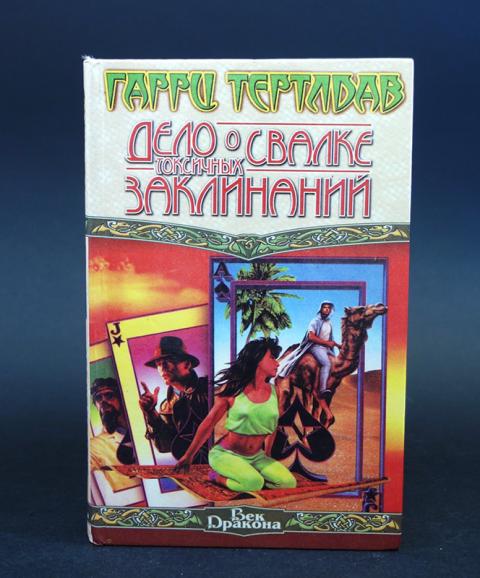 ГАРРИ ТЕРТЛДАВ
ДЕЛО О СВАЛКЕ
ТОКСИЧНЫХ
ЗАКЛИНАНИЙ
A
J
ВЕК
ДРАКОНА